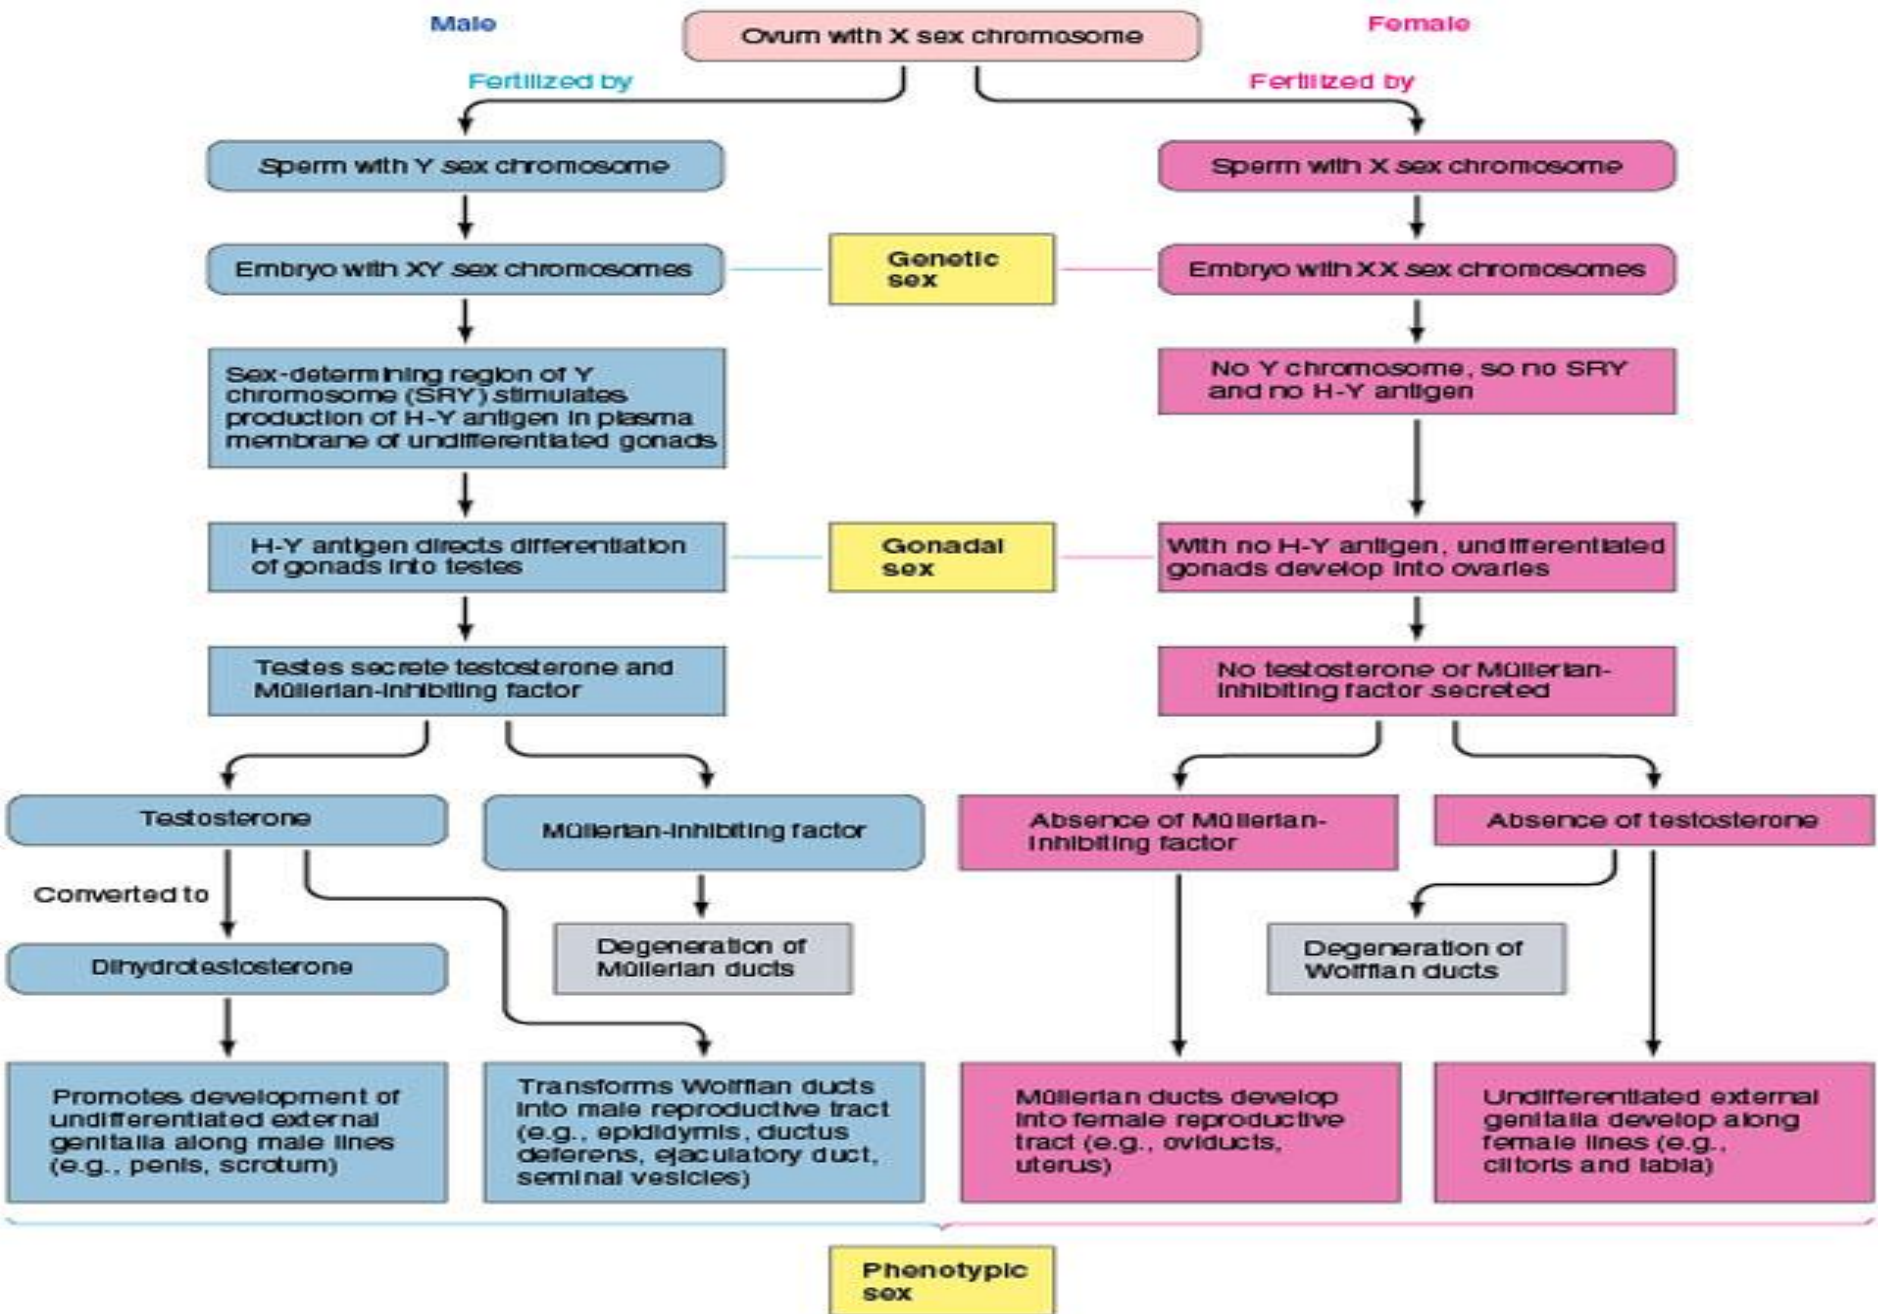 Male
Ovum with X sex chromosome
Female
Fertilized by
Fertilized by
Sperm with Y sex chromosome
Sperm with X sex chromosome
Embryo with XY sex chromosomes
Genetic
sex
Embryo with XX sex chromosomes
Sex-determining region of Y
chromosome (SRY) stimulates
production of H-Y antigen in plasma
membrane of undifferentiated gonads
No Y chromosome, so no SRY
and no H-Y antigen
H-Y antigen directs differentiation
of gonads into testes
Gonadal
sex
With no H-Y antigen, undifferentiated
gonads develop into ovaries
Testes secrete testosterone and
Müllerian-inhibiting factor
No testosterone or Müllerian-
inhibiting factor secreted
Testosterone
Müllerian-inhibiting factor
Absence of Müllerian-
inhibiting factor
Absence of testosterone
Converted to
Degeneration of
Müllerian ducts
Degeneration of
Wolffian ducts
Dihydrotestosterone
Promotes development of
undifferentiated external
genitalia along male lines
(e.g., penis, scrotum)
Transforms Wolffian ducts
into male reproductive tract
(e.g., epididymis, ductus
deferens, ejaculatory duct,
seminal vesicles)
Müllerian ducts develop
into female reproductive
tract (e.g., oviducts,
uterus)
Undifferentiated external
genitalia develop along
female lines (e.g.,
clitoris and labia)
Phenotypic
sex